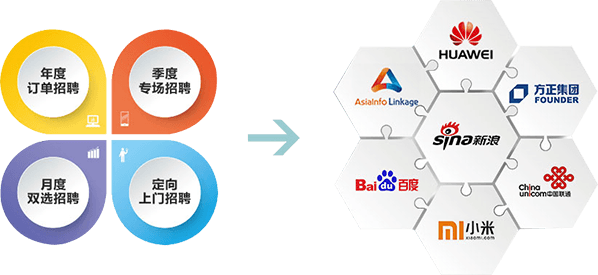 年度
订单招聘
季度
专场招聘
月度
双选招聘
定向
上门招聘
HUAWEI
AsiaInfo Linkage
方正集团
FOUNDER
sina新浪
Bai du 百度
China
unicom中国联通
mi 小米
xiaomi.com